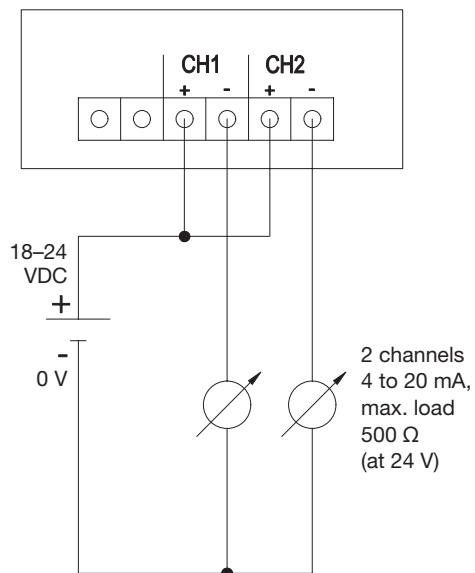 CH1 CH2
+ - + -
18–24
VDC
+
-
0 V
2 channels
4 to 20 mA,
max. load
500 Ω
(at 24 V)